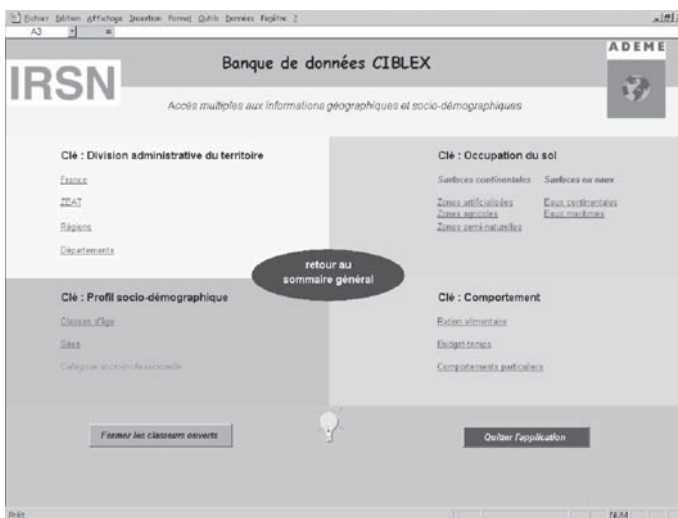 Fichier Edition Affichage Insertion Format Outils Données Fenêtre ?
A3 =
Banque de données CIBLEX
ADEME
IRSN
Accès multiples aux informations géographiques et socio-démographiques
Clé : Division administrative du territoire
France
ZEAT
Régions
Départements
Clé : Occupation du sol
Surfaces continentales Surfaces en eaux
Zones artificialisées Eaux continentales
Zones agricoles Eaux maritimes
Zones semi-naturelles
retour au
sommaire général
Clé : Profil socio-démographique
Classes d'âge
Sexe
Catégorie socioprofessionnelle
Clé : Comportement
Ration alimentaire
Budget-temps
Comportements particuliers
Fermer les classeurs ouverts
Quitter l'application
Prêt
NUM